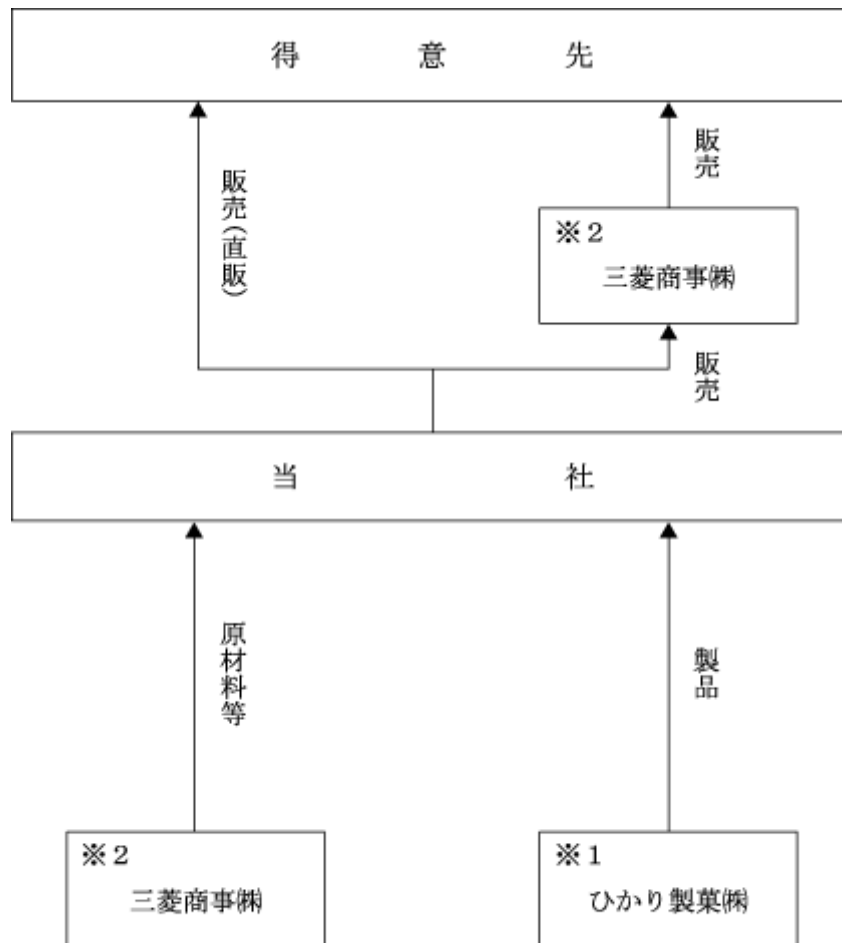 得意先
販売(直販)
販売
※2
三菱商事㈱
販売
当社
原材料等
製品
※2
三菱商事㈱
※1
ひかり製菓㈱